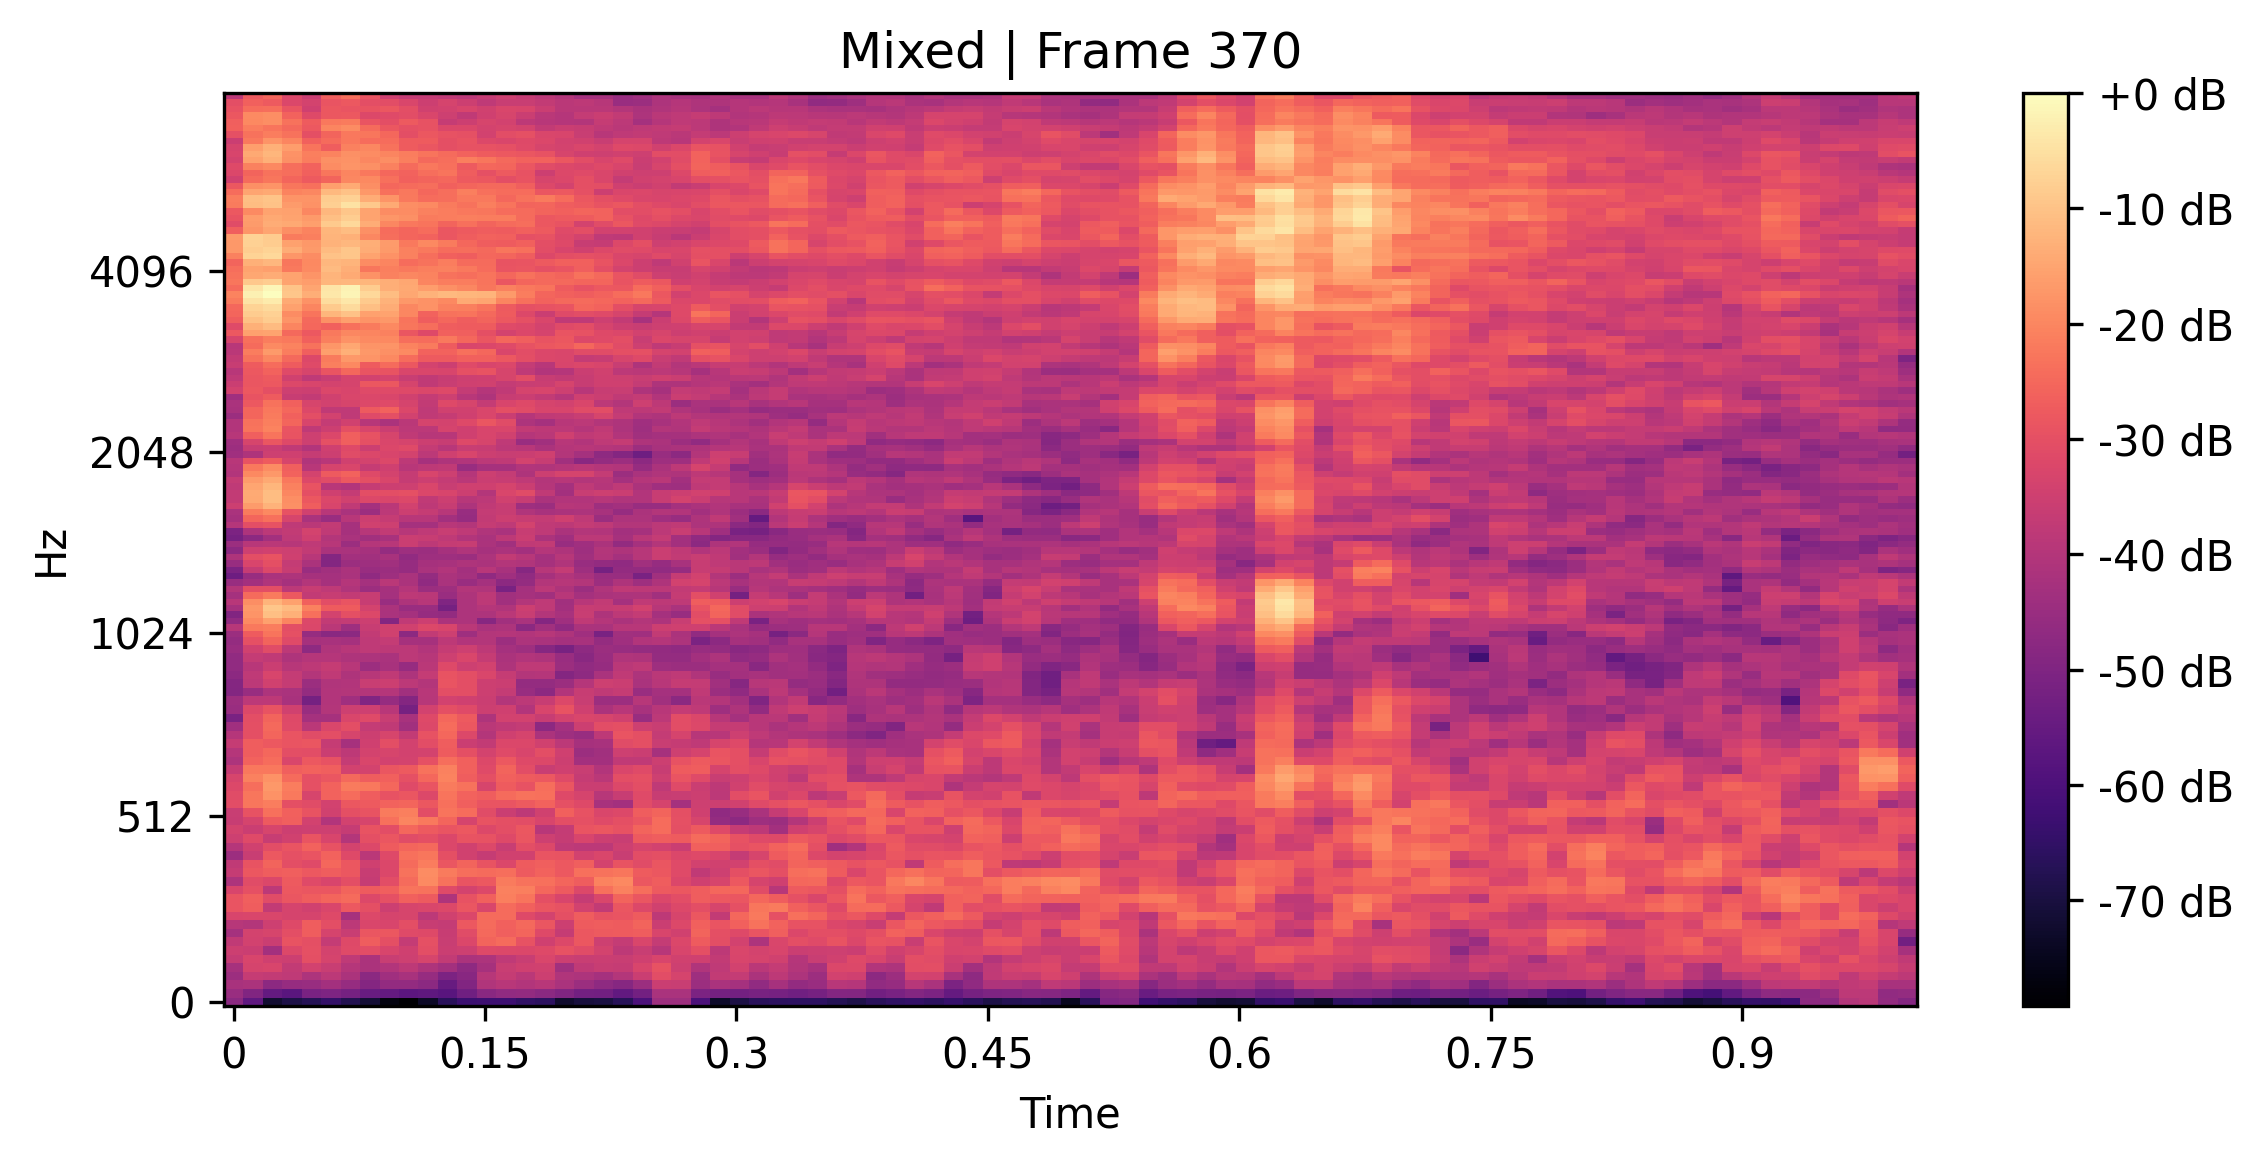 Mixed | Frame 370
+0 dB
-10 dB
-20 dB
-30 dB
-40 dB
-50 dB
-60 dB
-70 dB
Hz
4096
2048
1024
512
0
0 0.15 0.3 0.45 0.6 0.75 0.9
Time